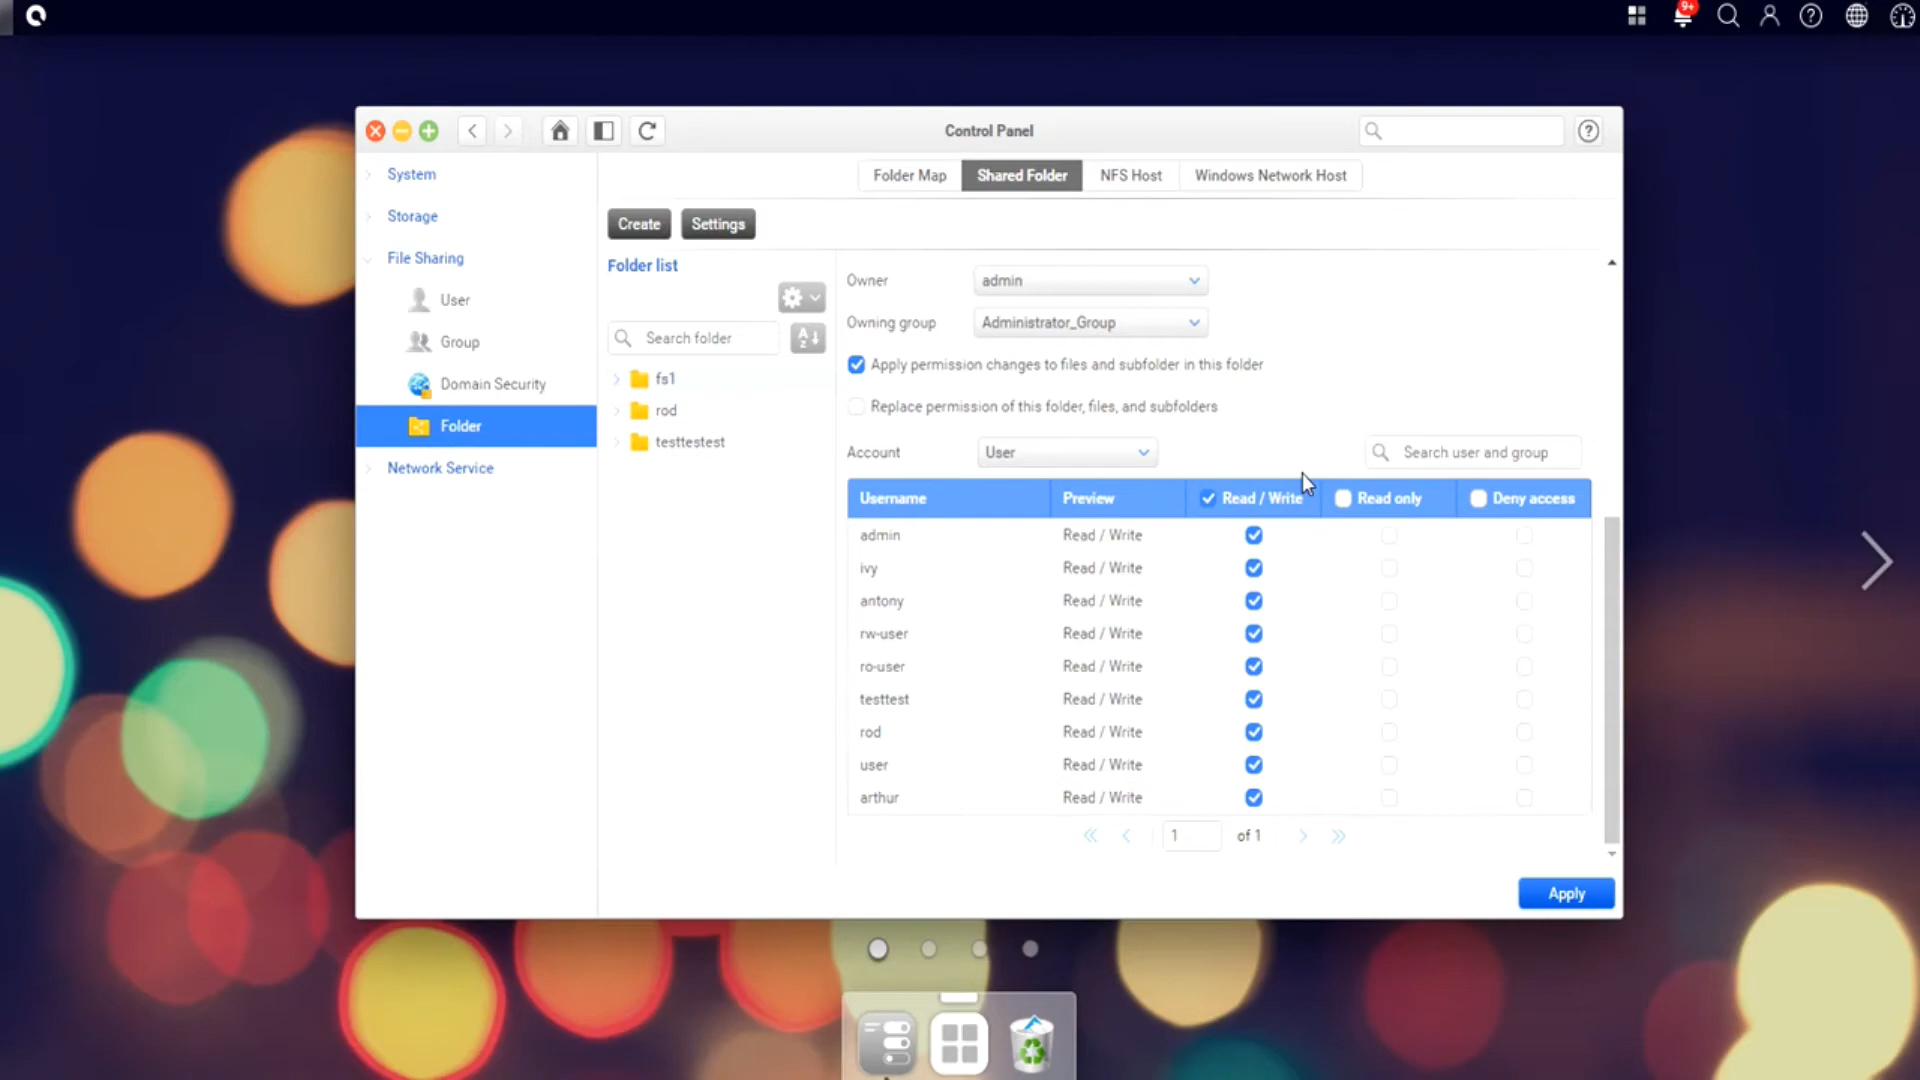 9+
Control Panel
System
Storage
File Sharing
User
Group
Domain Security
Folder
Network Service
Folder Map Shared Folder NFS Host Windows Network Host
Create Settings
Folder list
Search folder
A
Z
fs1
rod
testtestest
Owner admin
Owning group Administrator_Group
Apply permission changes to files and subfolder in this folder
Replace permission of this folder, files, and subfolders
Account User Search user and group
Username Preview Read / Write Read only Deny access
admin Read / Write
ivy Read / Write
antony Read / Write
rw-user Read / Write
ro-user Read / Write
testtest Read / Write
rod Read / Write
user Read / Write
arthur Read / Write
1 of 1
Apply